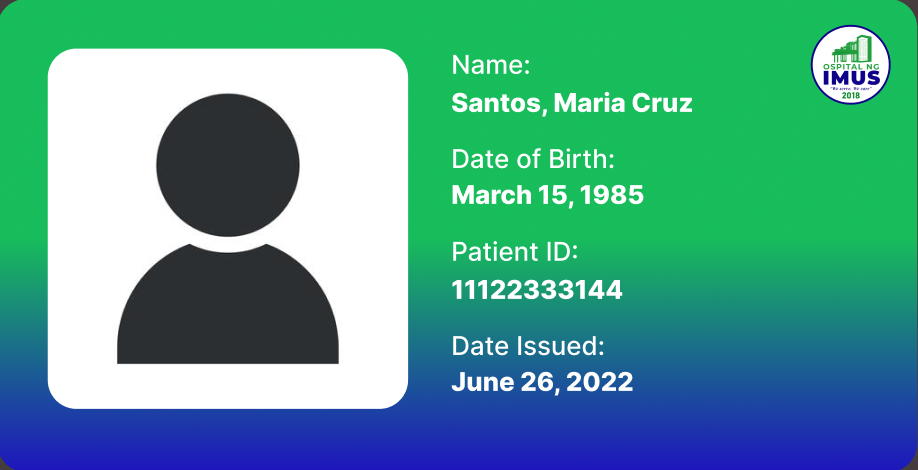 Name:
Santos, Maria Cruz
Date of Birth:
March 15, 1985
Patient ID:
11122333144
Date Issued:
June 26, 2022
OSPITAL NG
IMUS
"We serve, We care"
2018